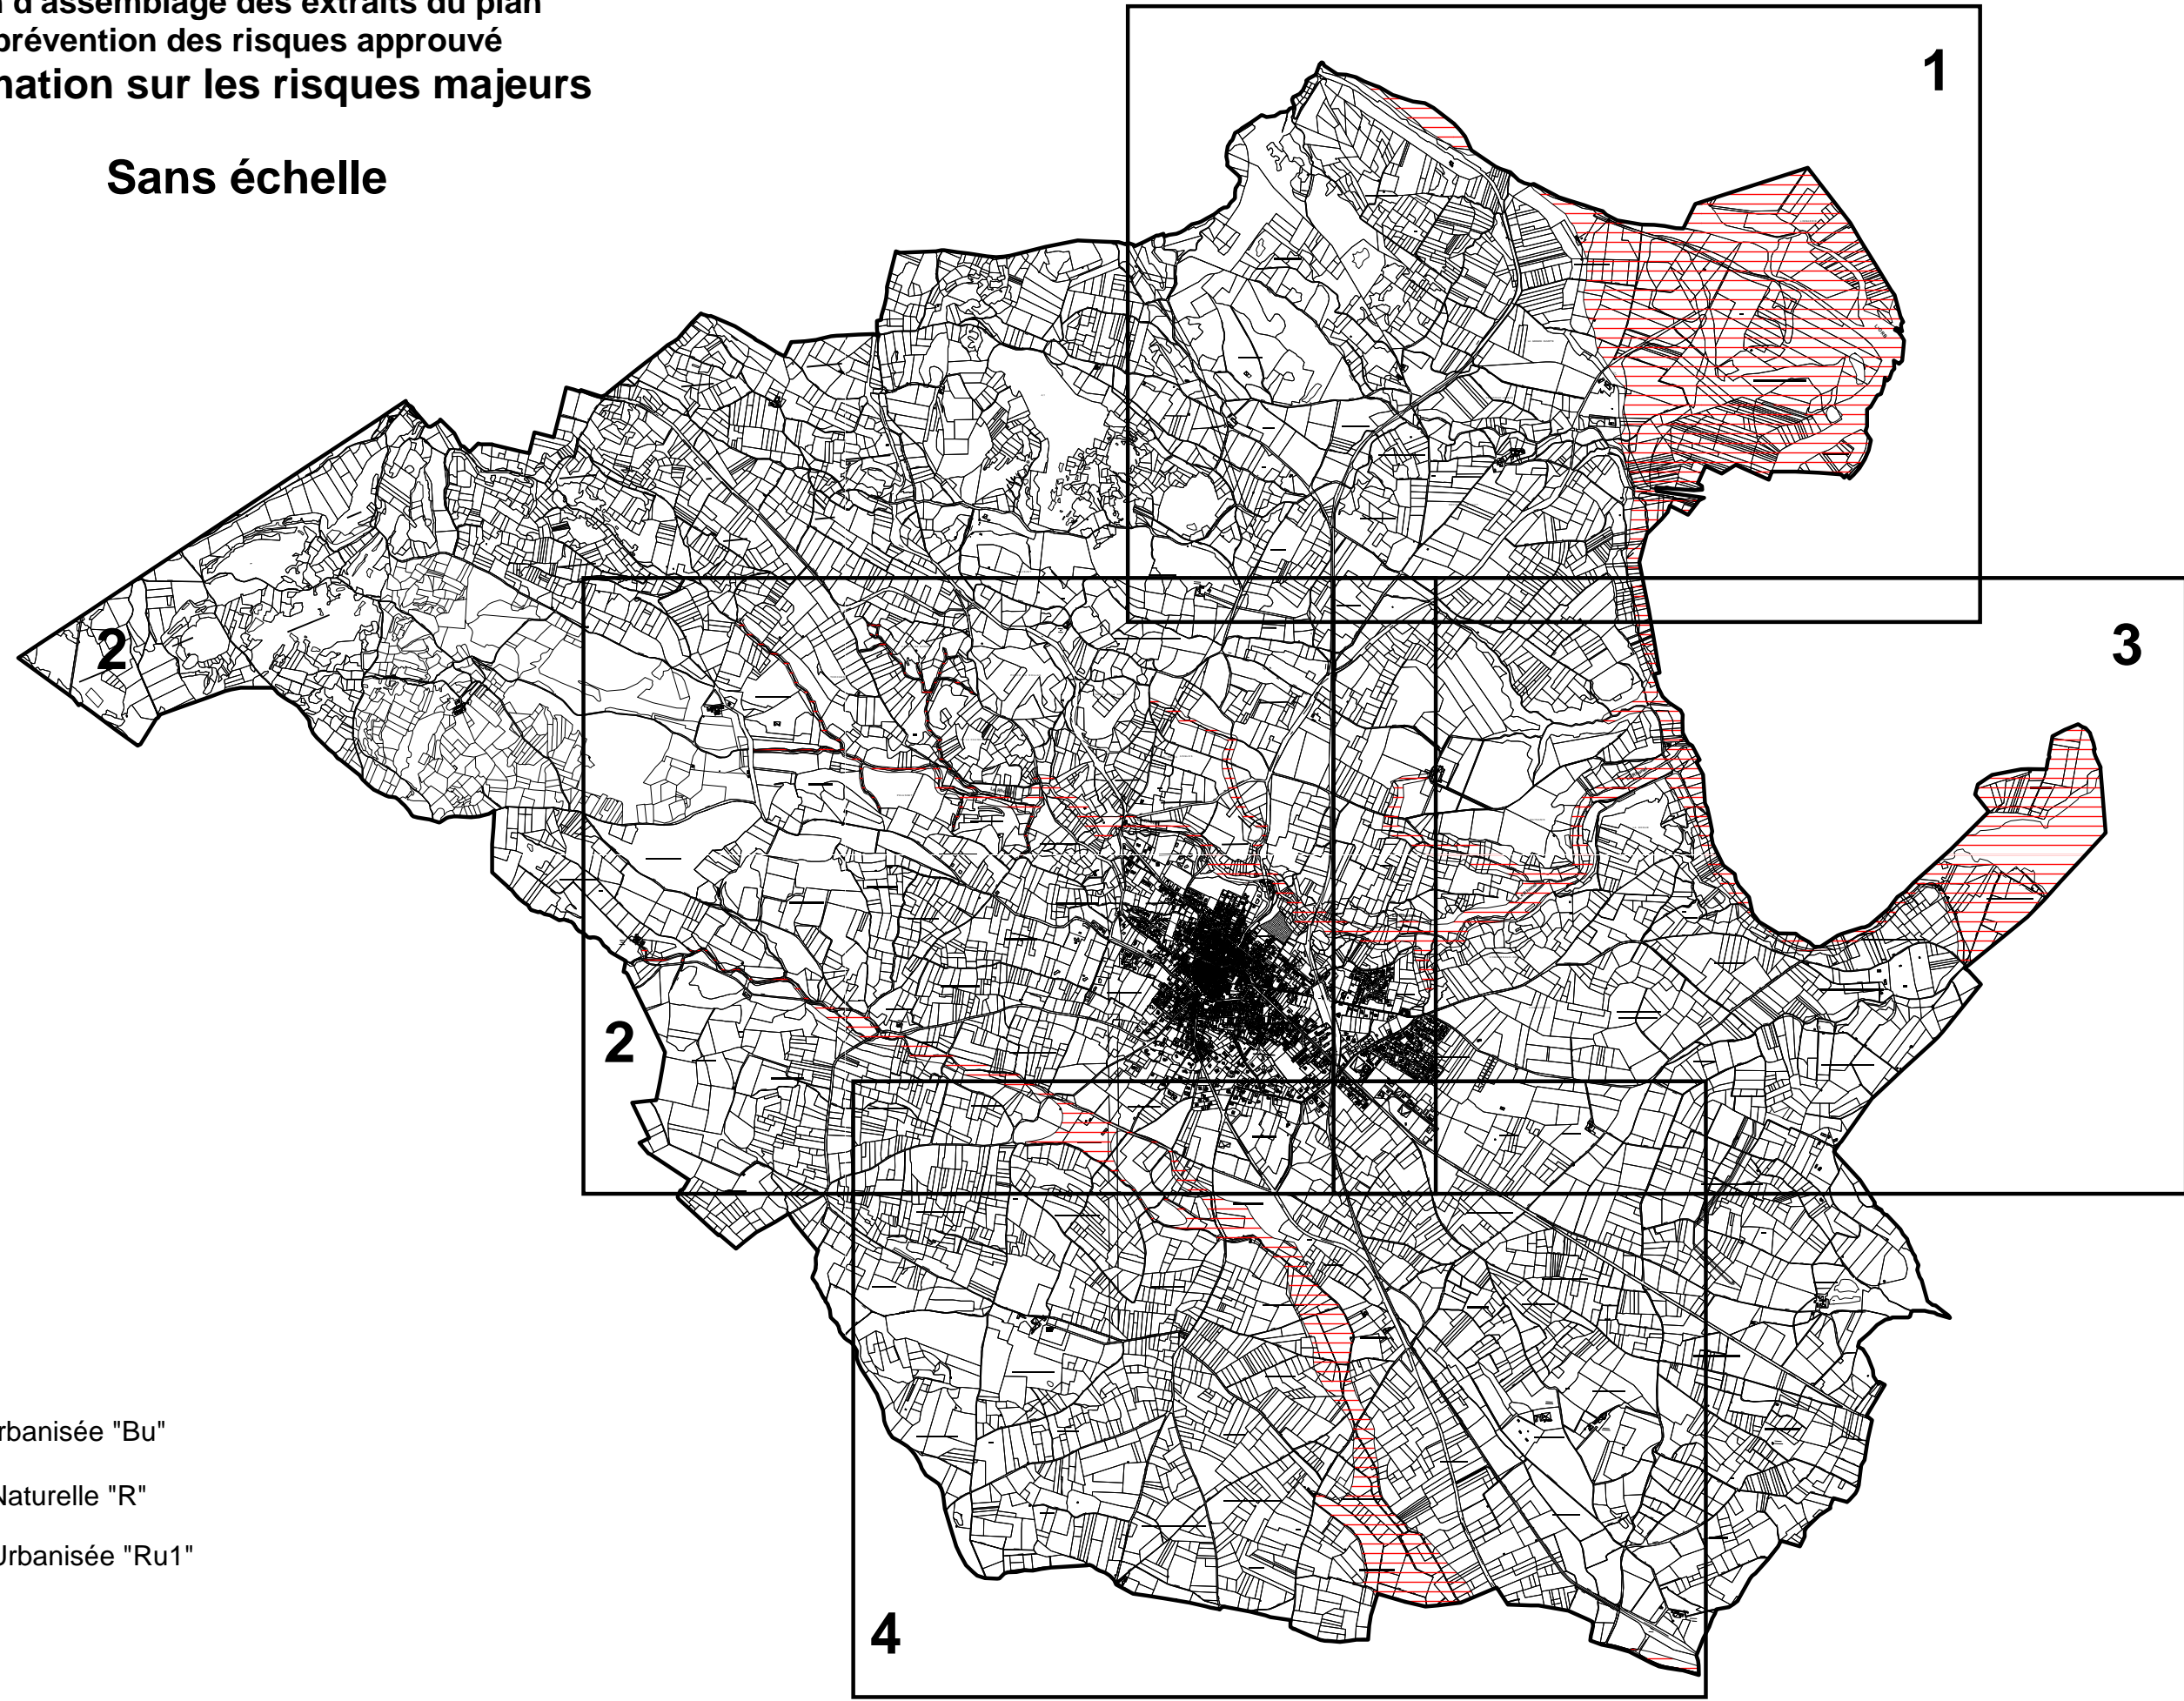 d'assemblage des extraits du plan
prévention des risques approuvé
mation sur les risques majeurs
Sans échelle
1
2
3
2
4
rbanisée "Bu"
Naturelle "R"
Urbanisée "Ru1"